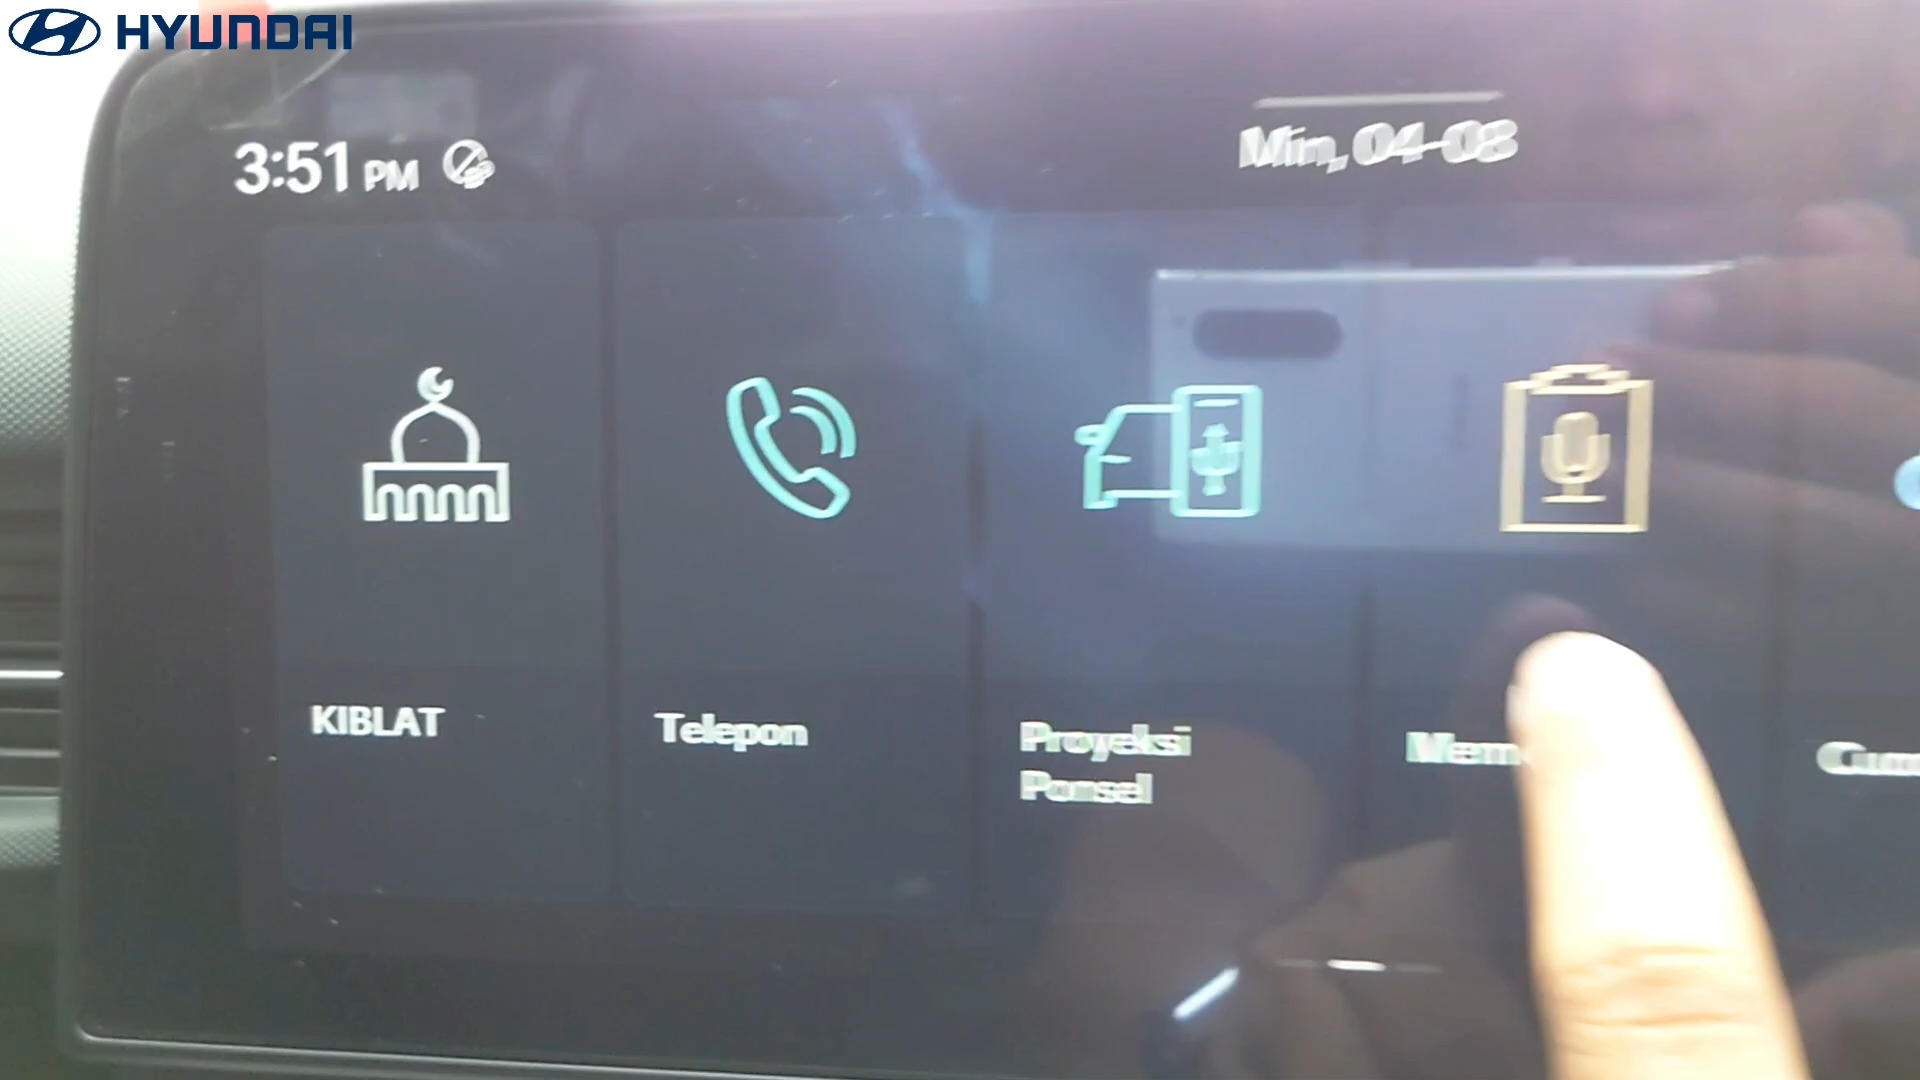 HYUNDAI
3:51 PM
Min, 04-08
KIBLAT
Telepon
Proyeksi
Ponsel